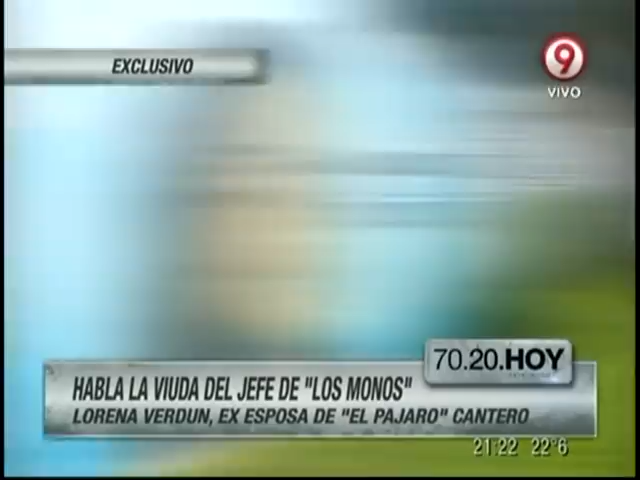 EXCLUSIVO
9
VIVO
70.20.HOY
HABLA LA VIUDA DEL JEFE DE "LOS MONOS"
LORENA VERDUN, EX ESPOSA DE "EL PAJARO" CANTERO
21:22 22°6